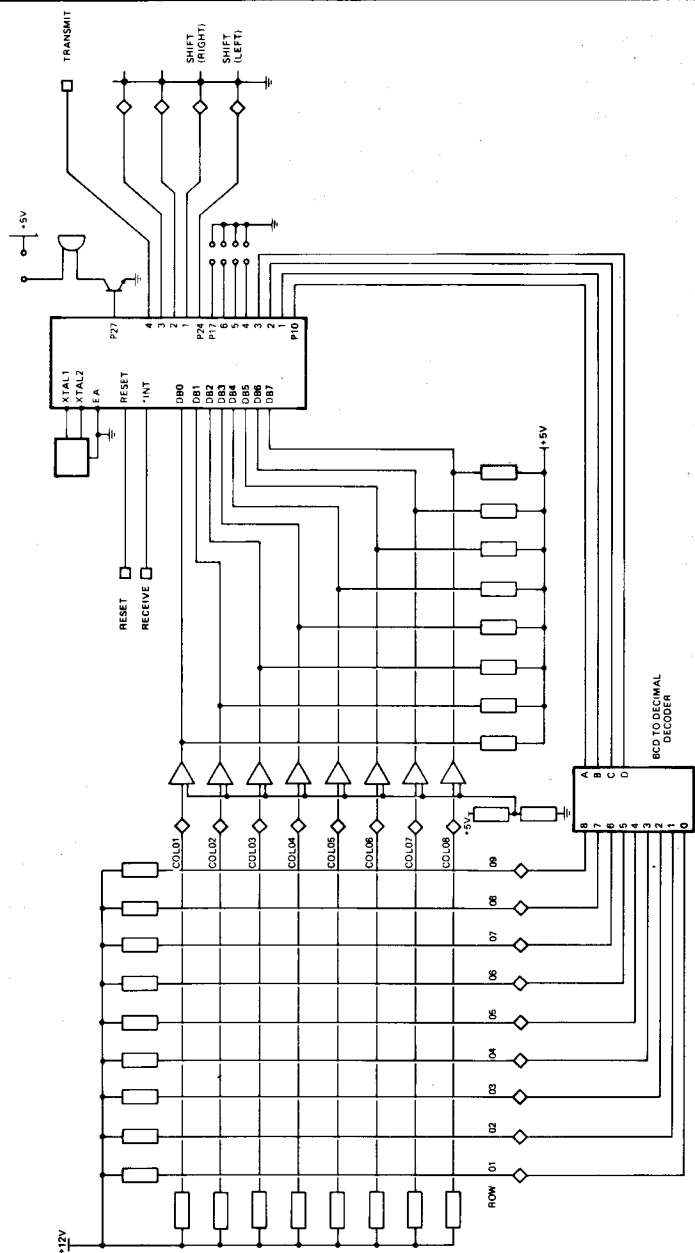 TRANSMIT
SHIFT
(RIGHT)
SHIFT
(LEFT)
+5V
P27
4
3
2
1
P24
P17
6
5
4
3
2
1
P10
XTAL1
XTAL2
EA
RESET
*INT
DB0
DB1
DB2
DB3
DB4
DB5
DB6
DB7
RESET
RECEIVE
+5V
COL01
COL02
COL03
COL04
COL05
COL06
COL07
COL08
+5V
BCD TO DECIMAL
DECODER
A
B
C
D
8
7
6
5
4
3
2
1
0
ROW 01 02 03 04 05 06 07 08 09
+12V